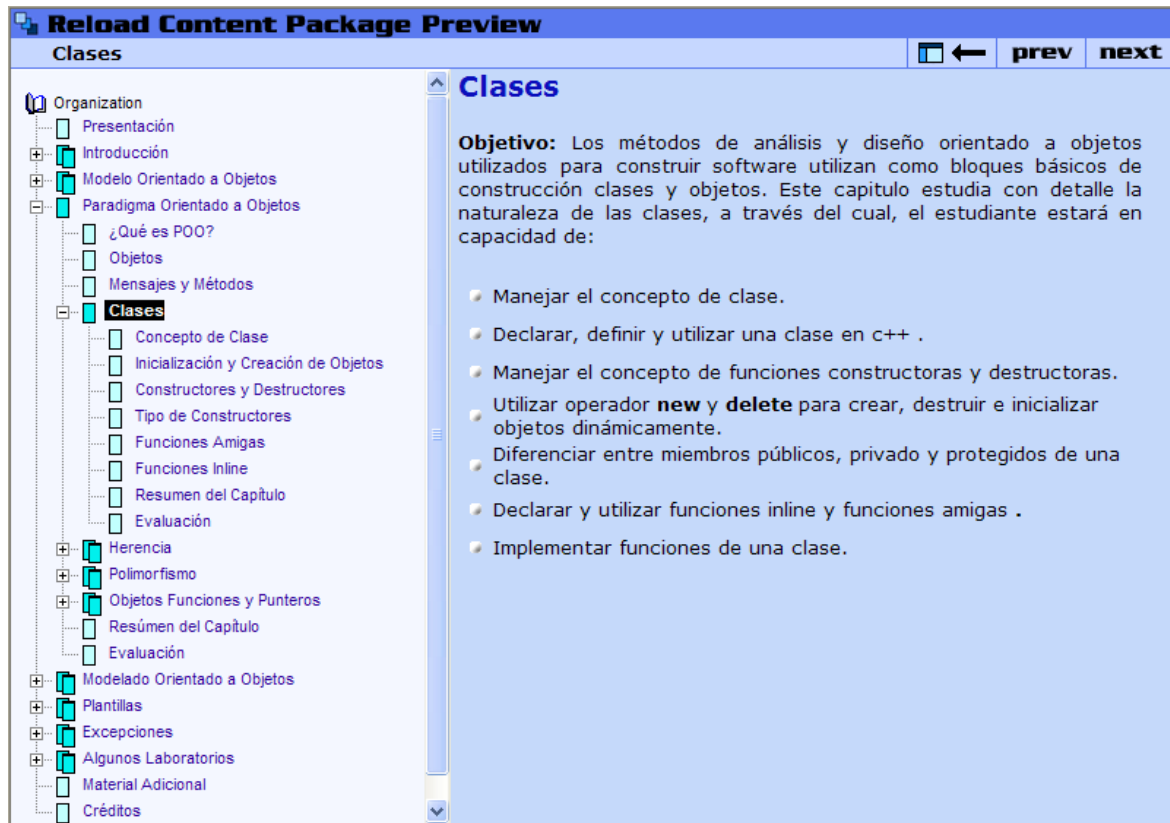 Reload Content Package Preview
Clases
prev
next
Organization
Presentación
Introducción
Modelo Orientado a Objetos
Paradigma Orientado a Objetos
¿Qué es POO?
Objetos
Mensajes y Métodos
Clases
Concepto de Clase
Inicialización y Creación de Objetos
Constructores y Destructores
Tipo de Constructores
Funciones Amigas
Funciones Inline
Resumen del Capítulo
Evaluación
Herencia
Polimorfismo
Objetos Funciones y Punteros
Resúmen del Capítulo
Evaluación
Modelado Orientado a Objetos
Plantillas
Excepciones
Algunos Laboratorios
Material Adicional
Créditos
Clases
Objetivo: Los métodos de análisis y diseño orientado a objetos
utilizados para construir software utilizan como bloques básicos de
construcción clases y objetos. Este capitulo estudia con detalle la
naturaleza de las clases, a través del cual, el estudiante estará en
capacidad de:
Manejar el concepto de clase.
Declarar, definir y utilizar una clase en c++ .
Manejar el concepto de funciones constructoras y destructoras.
Utilizar operador new y delete para crear, destruir e inicializar
objetos dinámicamente.
Diferenciar entre miembros públicos, privado y protegidos de una
clase.
Declarar y utilizar funciones inline y funciones amigas .
Implementar funciones de una clase.